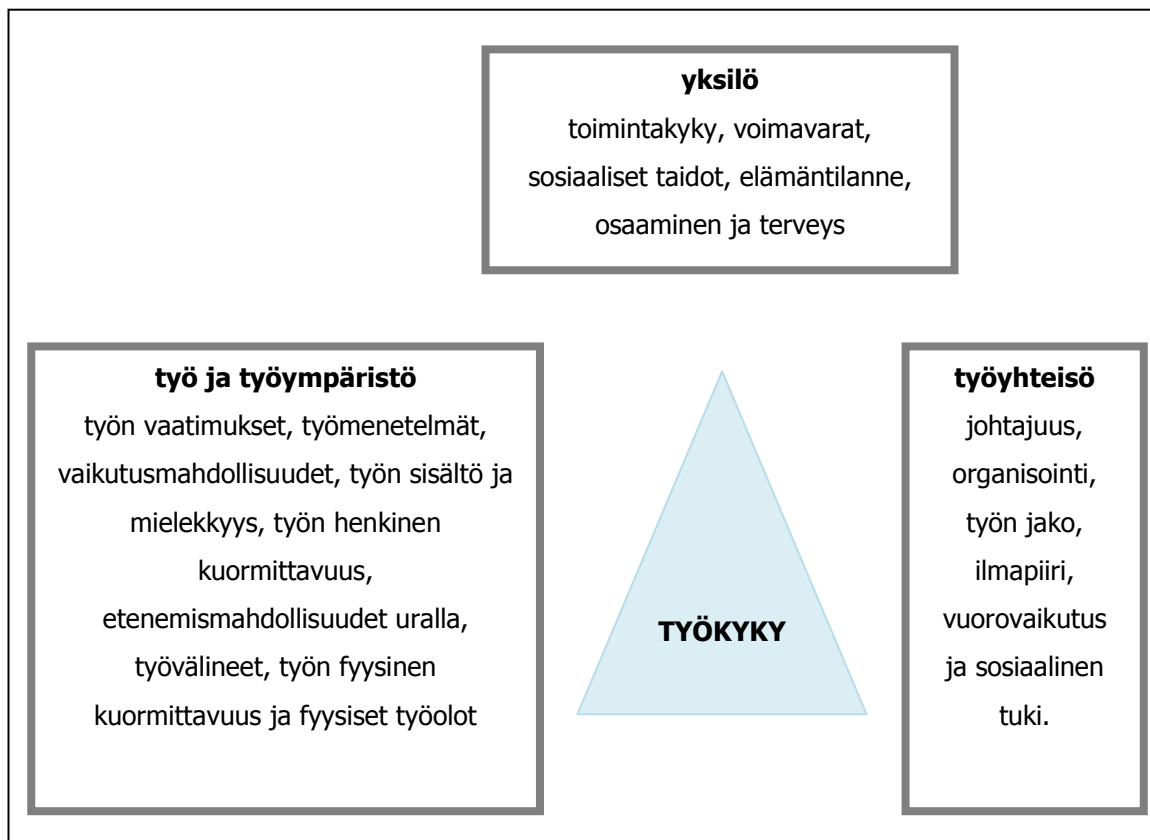 yksilö
toimintakyky, voimavarat,
sosiaaliset taidot, elämäntilanne,
osaaminen ja terveys
työ ja työympäristö
työn vaatimukset, työmenetelmät,
vaikutusmahdollisuudet, työn sisältö ja
mielekkyys, työn henkinen
kuormittavuus,
etenemismahdollisuudet uralla,
työvälineet, työn fyysinen
kuormittavuus ja fyysiset työolot
TYÖKYKY
työyhteisö
johtajuus,
organisointi,
työn jako,
ilmapiiri,
vuorovaikutus
ja sosiaalinen
tuki.